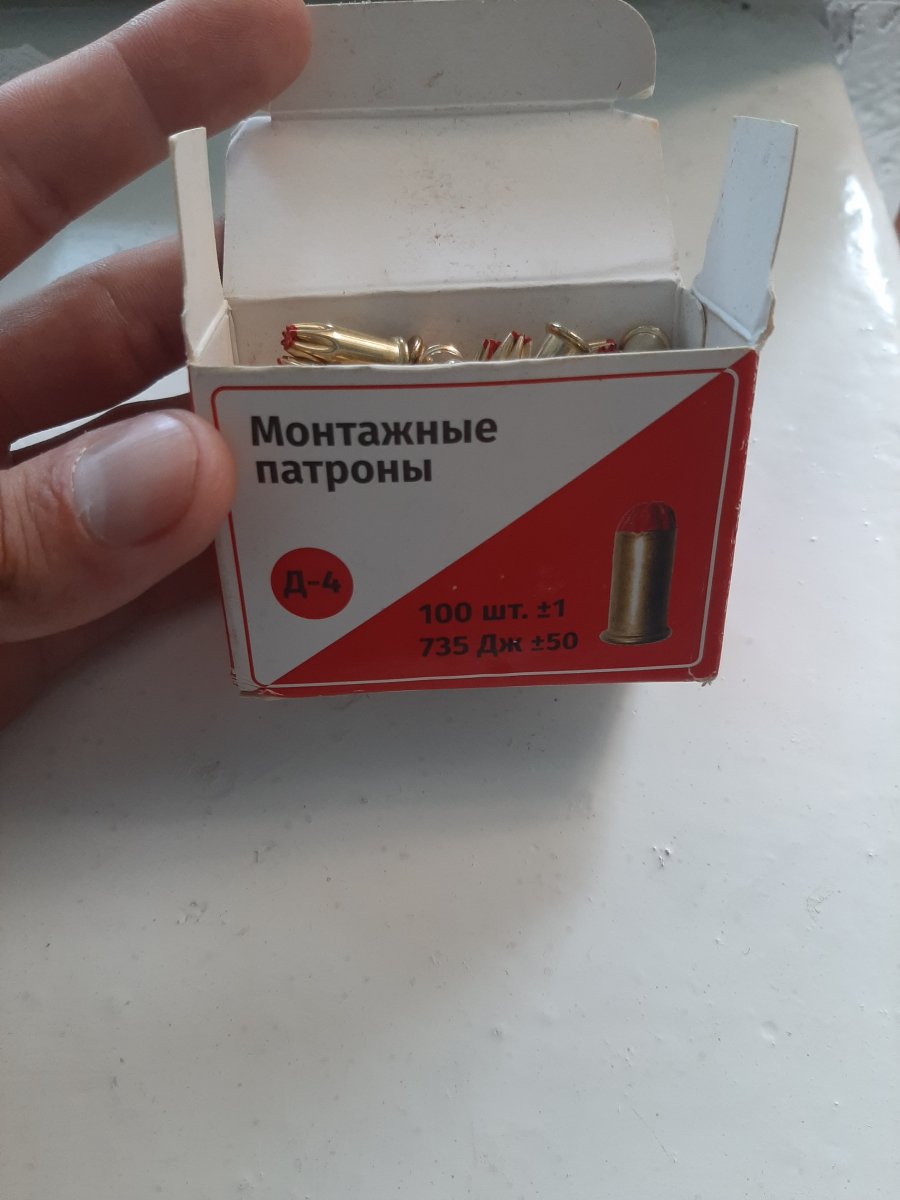 Монтажные
патроны
Д-4
100 шт. ±1
735 Дж ±50